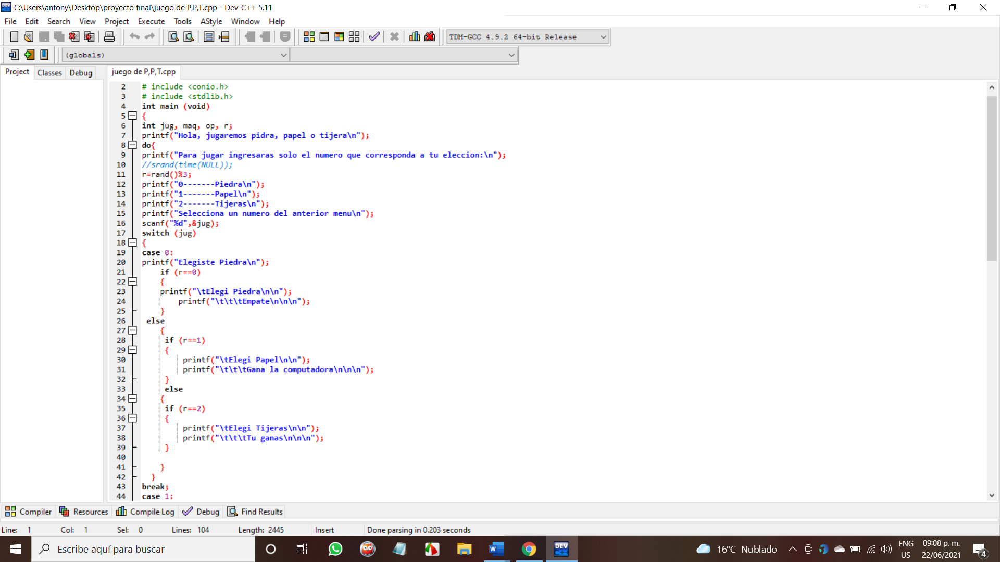 C:\Users\antony\Desktop\proyecto final\juego de P,P,T.cpp - Dev-C++ 5.11
File Edit Search View Project Execute Tools AStyle Window Help
TDM-GCC 4.9.2 64-bit Release
(globals)
Project Classes Debug
juego de P,P,T.cpp
2 # include <conio.h>
3 # include <stdlib.h>
4 int main (void)
5 {
6 int jug, maq, op, r;
7 printf("Hola, jugaremos pidra, papel o tijera\n");
8 do{
9 printf("Para jugar ingresaras solo el numero que corresponda a tu eleccion:\n");
10 //srand(time(NULL));
11 r=rand()%3;
12 printf("0-------Piedra\n");
13 printf("1-------Papel\n");
14 printf("2-------Tijeras\n");
15 printf("Selecciona un numero del anterior menu\n");
16 scanf("%d",&jug);
17 switch (jug)
18 {
19 case 0:
20 printf("Elegiste Piedra\n");
21 if (r==0)
22 {
23 printf("\tElegi Piedra\n\n");
24 printf("\t\t\tEmpate\n\n\n");
25 }
26 else
27 {
28 if (r==1)
29 {
30 printf("\tElegi Papel\n\n");
31 printf("\t\t\tGana la computadora\n\n\n");
32 }
33 else
34 {
35 if (r==2)
36 {
37 printf("\tElegi Tijeras\n\n");
38 printf("\t\t\tTu ganas\n\n\n");
39 }
40
41 }
42 }
43 break;
44 case 1:
Compiler Resources Compile Log Debug Find Results
Line: 1 Col: 1 Sel: 0 Lines: 104 Length: 2445 Insert Done parsing in 0.203 seconds
Escribe aquí para buscar
W
DEV C++
16°C Nublado
ENG
US
09:08 p. m.
22/06/2021
4